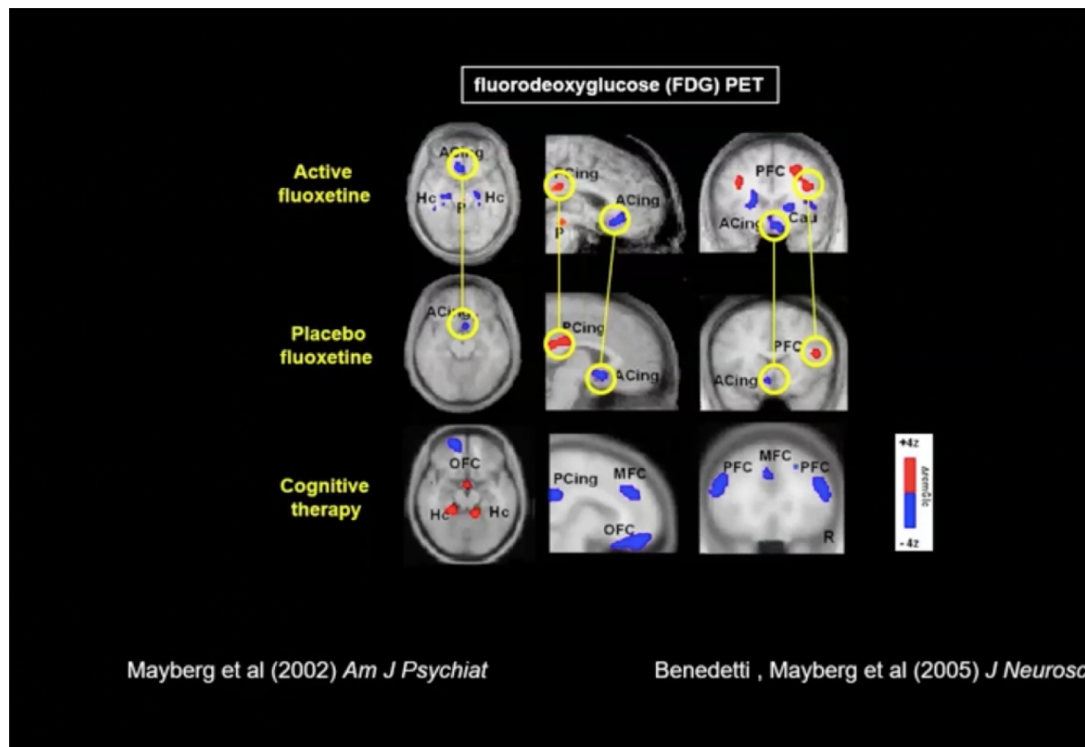 fluorodeoxyglucose (FDG) PET
Active
fluoxetine
ACing
Hc
Hc
P
PCing
ACing
P
PFC
ACing
Cau
Placebo
fluoxetine
ACing
PCing
ACing
PFC
ACing
Cognitive
therapy
OFC
Hc
Hc
PCing
MFC
OFC
PFC
MFC
PFC
R
+4z
-4z
Mayberg et al (2002) Am J Psychiat
Benedetti , Mayberg et al (2005) J Neurosc